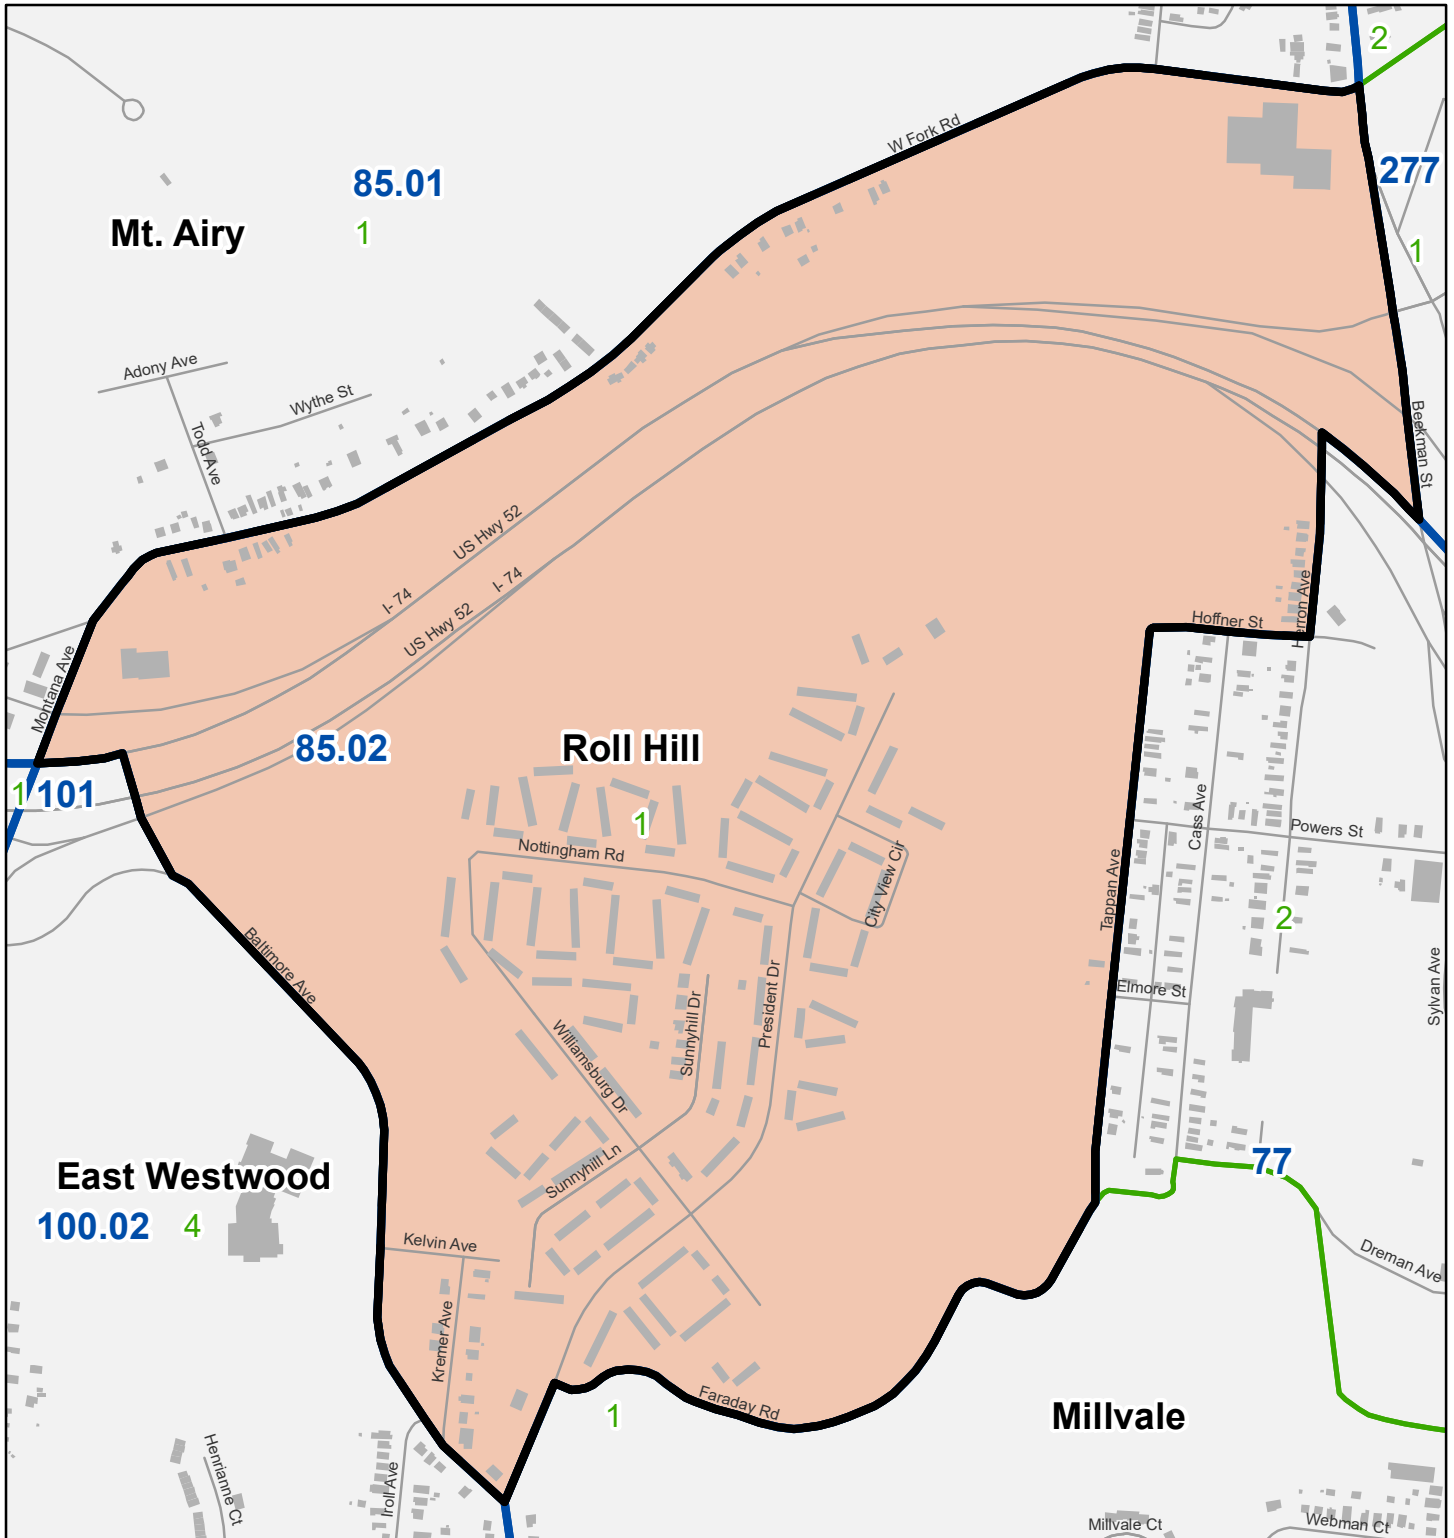 2
W Fork Rd
85.01
277
Mt. Airy
1
1
Adony Ave
Wythe St
Todd Ave
Beekman St
US Hwy 52
I- 74
I- 74
US Hwy 52
Herron Ave
Hoffner St
Montana Ave
85.02
Roll Hill
1
101
1
Nottingham Rd
Cass Ave
Powers St
City View Cir
Tappan Ave
2
Baltimore Ave
President Dr
Elmore St
Sylvan Ave
Sunnyhill Dr
Williamsburg Dr
East Westwood
77
Sunnyhill Ln
100.02
4
Kelvin Ave
Dreman Ave
Kremer Ave
Faraday Rd
1
Millvale
Henrianne Ct
Iroll Ave
Millvale Ct
Webman Ct